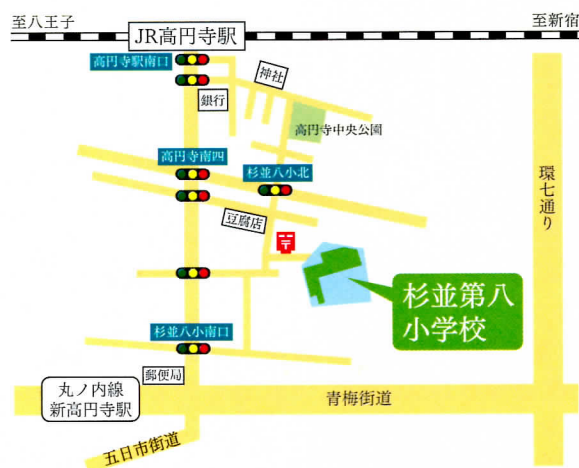 至八王子
至新宿
JR高円寺駅
高円寺駅南口
神社
銀行
高円寺中央公園
高円寺南四
杉並八小北
環七通り
豆腐店
〒
杉並第八
小学校
杉並八小南口
郵便局
丸ノ内線
新高円寺駅
青梅街道
五日市街道